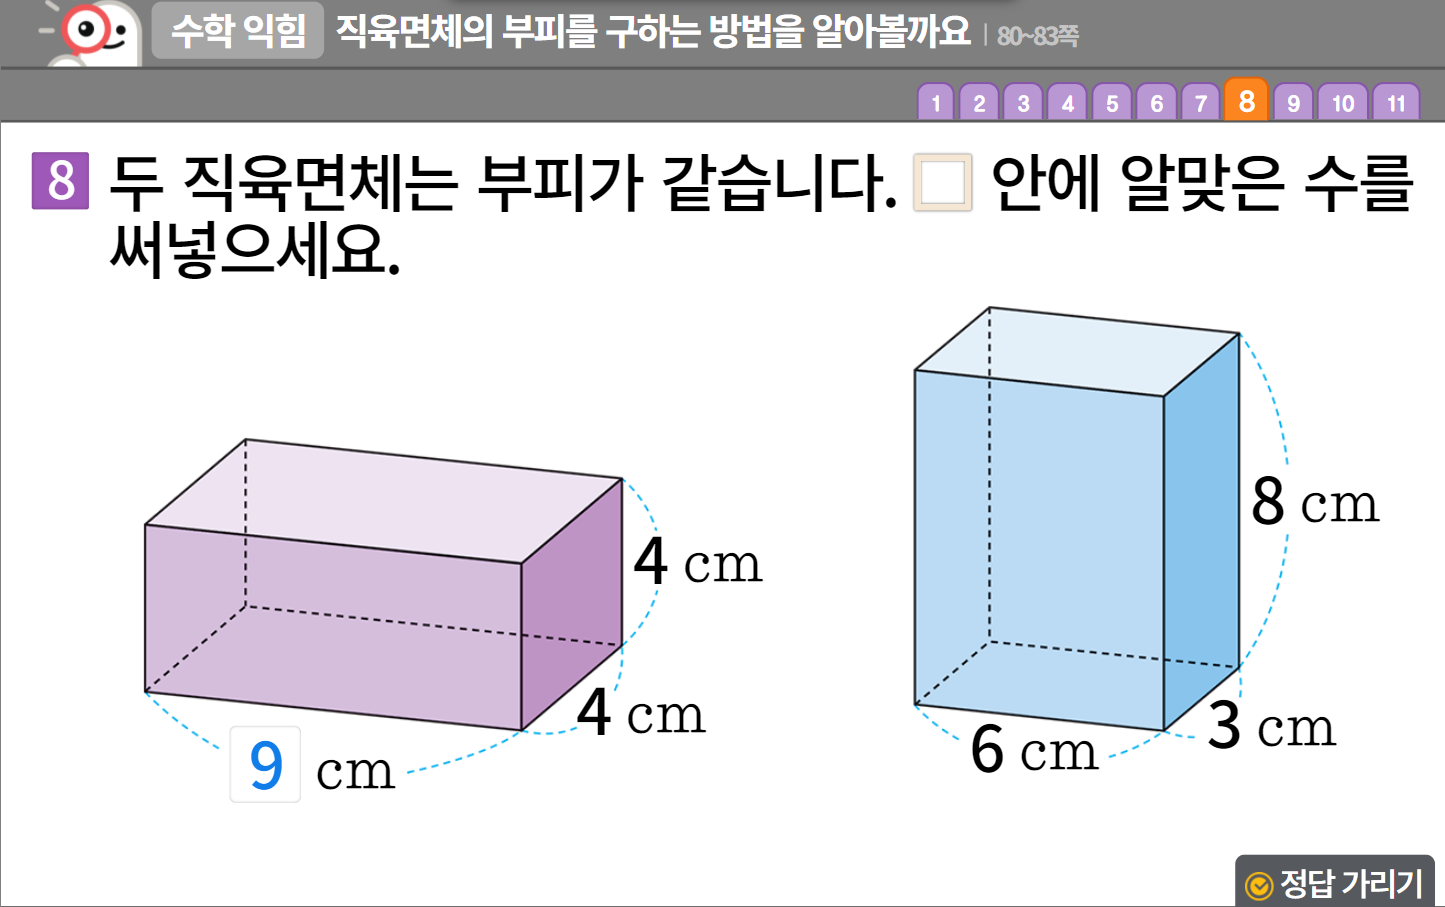 수학 익힘 직육면체의 부피를 구하는 방법을 알아볼까요 | 80~83쪽
1 2 3 4 5 6 7 8 9 10 11
8 두 직육면체는 부피가 같습니다. □ 안에 알맞은 수를
써넣으세요.
4 cm
4 cm
9 cm
8 cm
3 cm
6 cm
정답 가리기